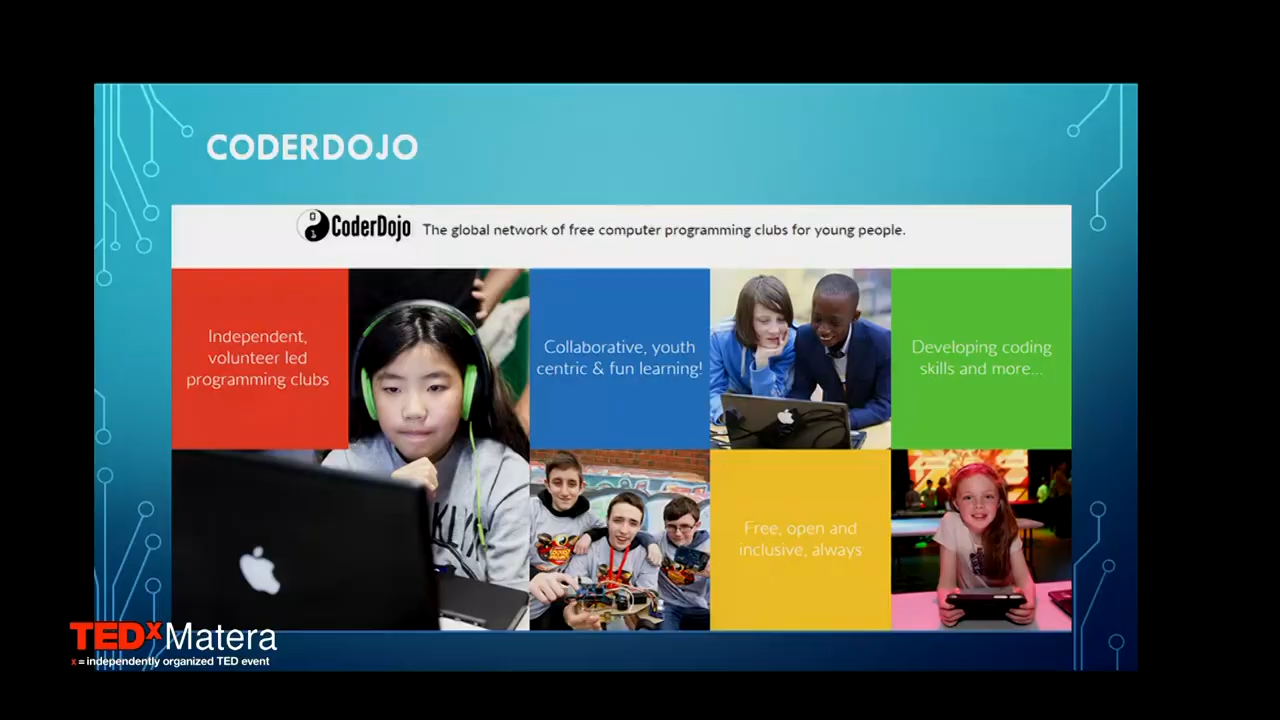 CODERDOJO
CoderDojo The global network of free computer programming clubs for young people.
Independent,
volunteer led
programming clubs
Collaborative, youth
centric & fun learning!
Developing coding
skills and more...
Free, open and
inclusive, always
TEDxMatera
x = independently organized TED event